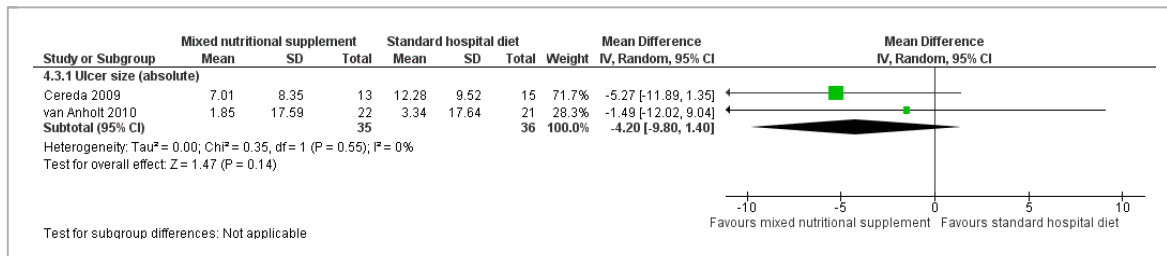 Mixed nutritional supplement Standard hospital diet Mean Difference Mean Difference
Study or Subgroup Mean SD Total Mean SD Total Weight IV, Random, 95% CI IV, Random, 95% CI
4.3.1 Ulcer size (absolute)
Cereda 2009 7.01 8.35 13 12.28 9.52 15 71.7% -5.27 [-11.89, 1.35]
van Anholt 2010 1.85 17.59 22 3.34 17.64 21 28.3% -1.49 [-12.02, 9.04]
Subtotal (95% CI) 35 36 100.0% -4.20 [-9.80, 1.40]
Heterogeneity: Tau² = 0.00; Chi² = 0.35, df = 1 (P = 0.55); I² = 0%
Test for overall effect: Z = 1.47 (P = 0.14)
-10 -5 0 5 10
Favours mixed nutritional supplement Favours standard hospital diet
Test for subgroup differences: Not applicable